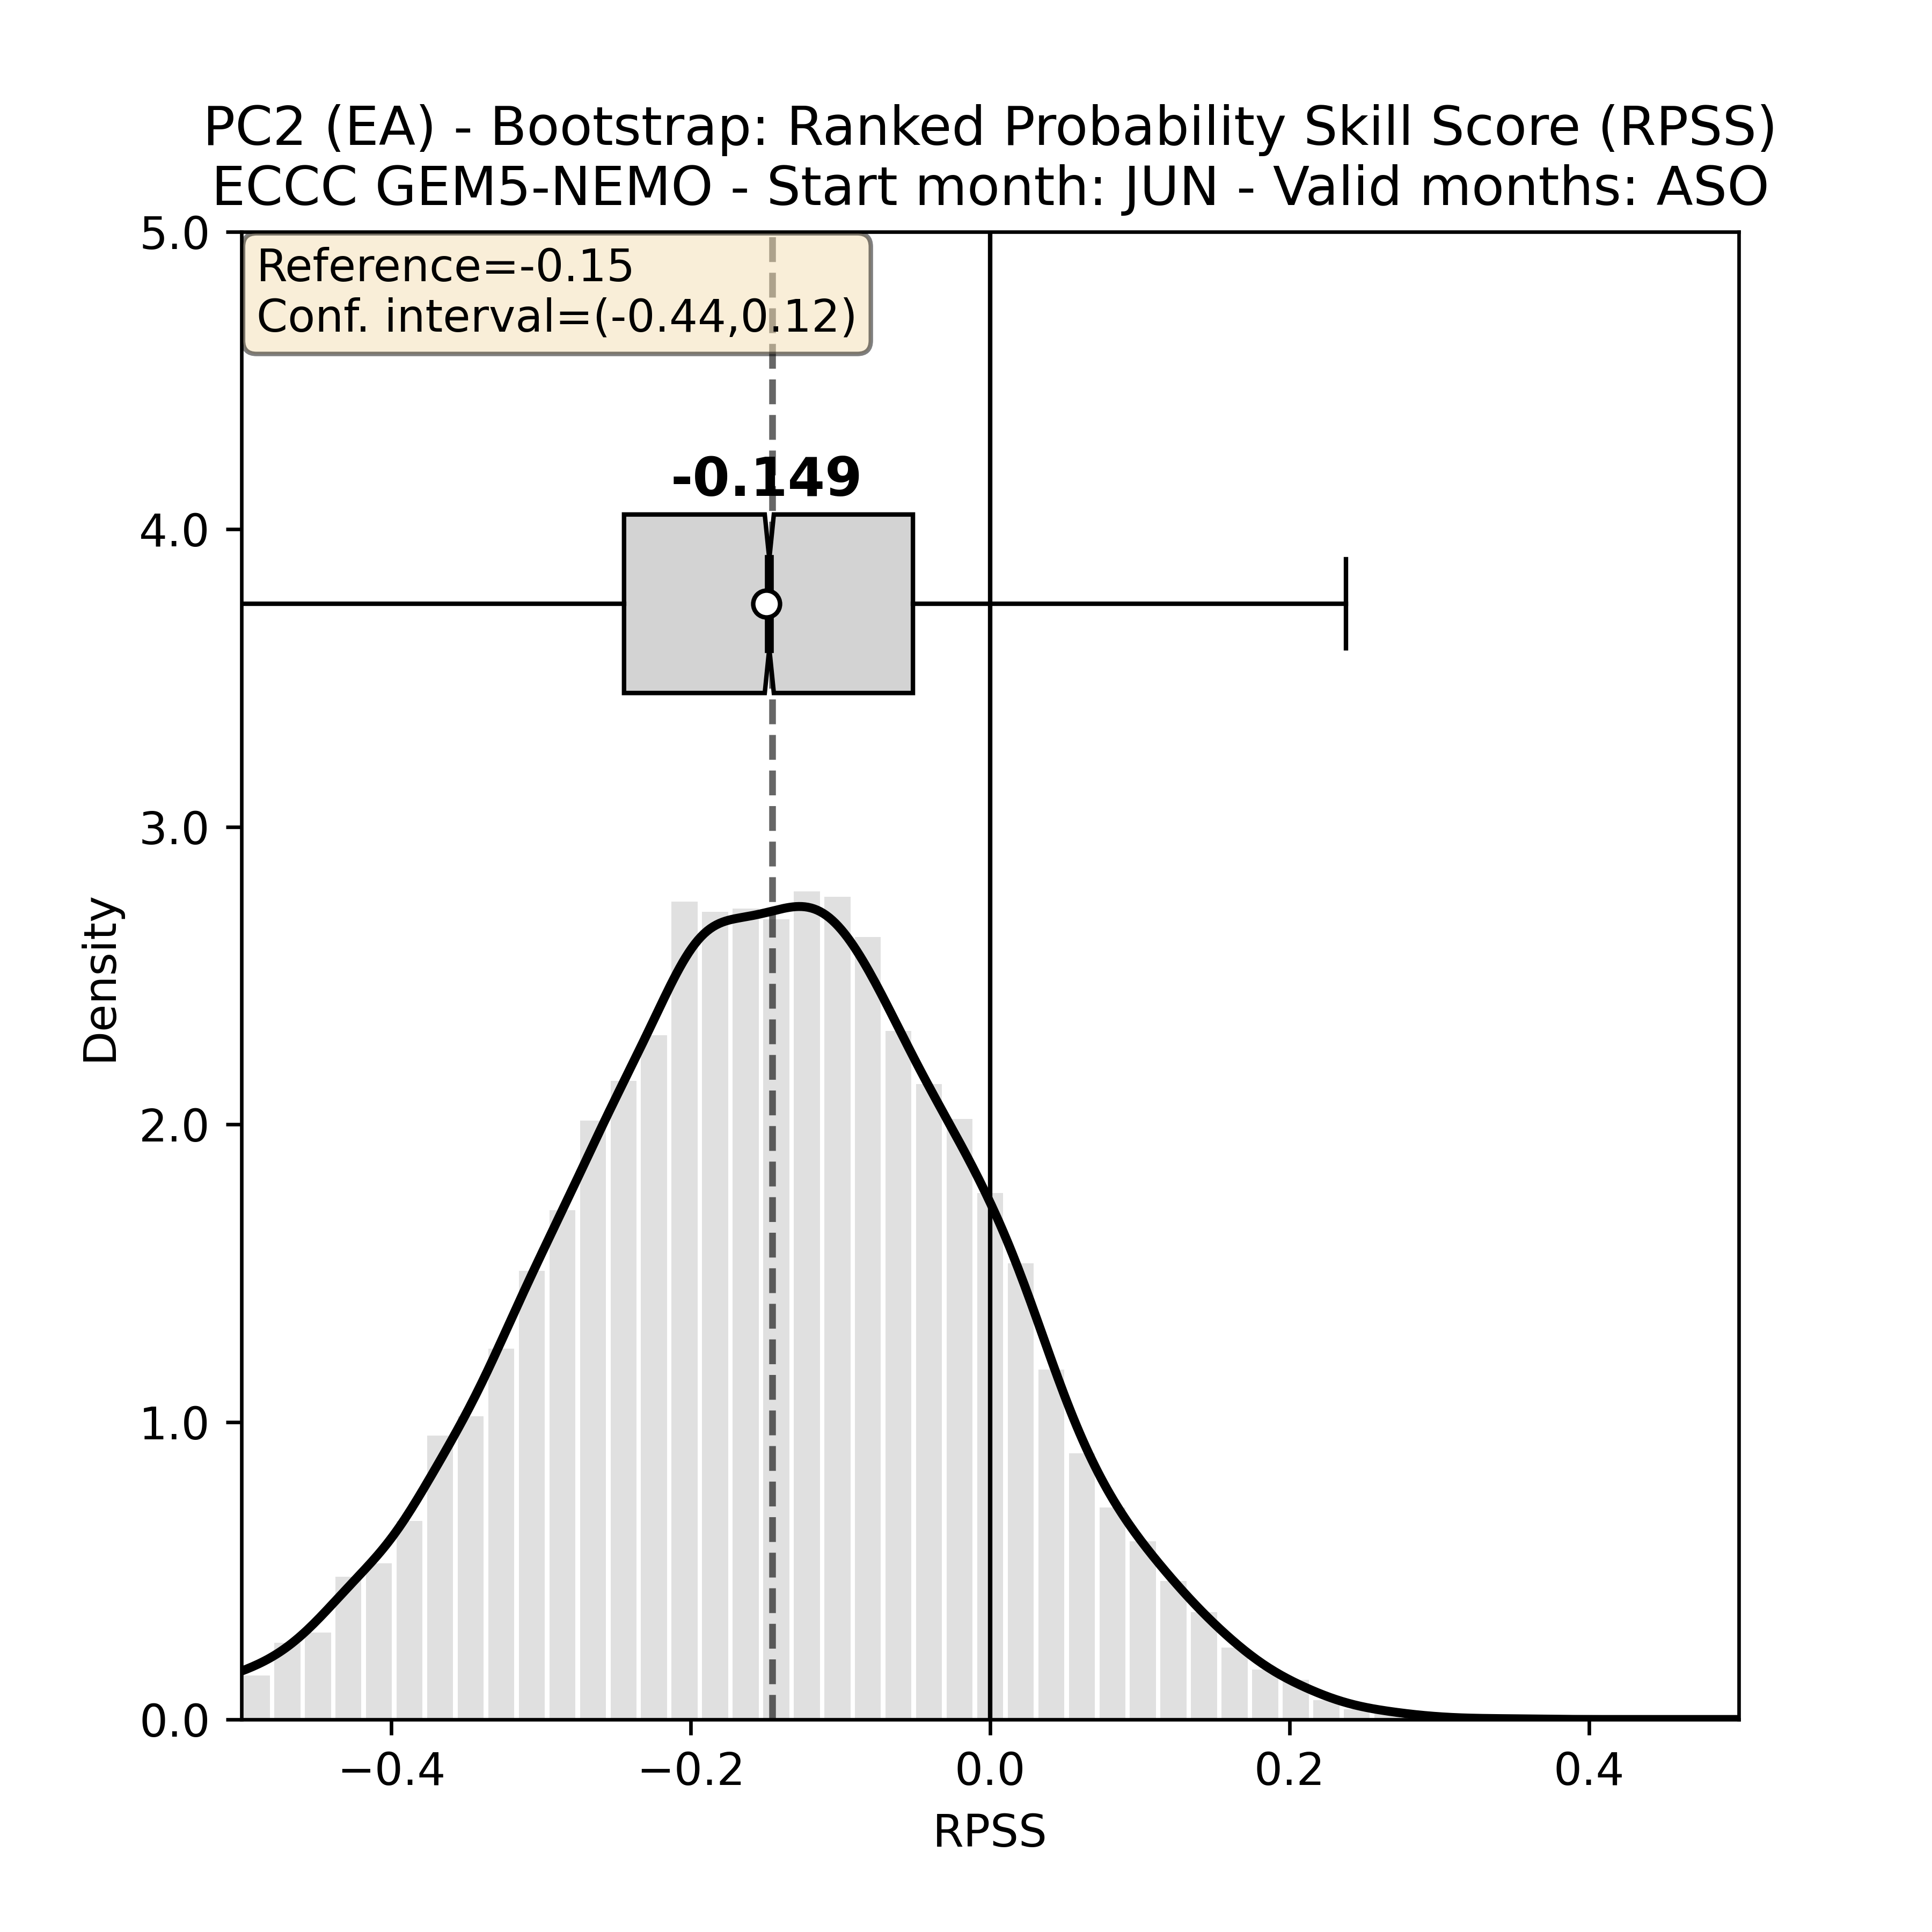 PC2 (EA) - Bootstrap: Ranked Probability Skill Score (RPSS)
ECCC GEM5-NEMO - Start month: JUN - Valid months: ASO
Reference=-0.15
Conf. interval=(-0.44,0.12)
-0.149
5.0
4.0
3.0
2.0
1.0
0.0
Density
−0.4
−0.2
0.0
0.2
0.4
RPSS